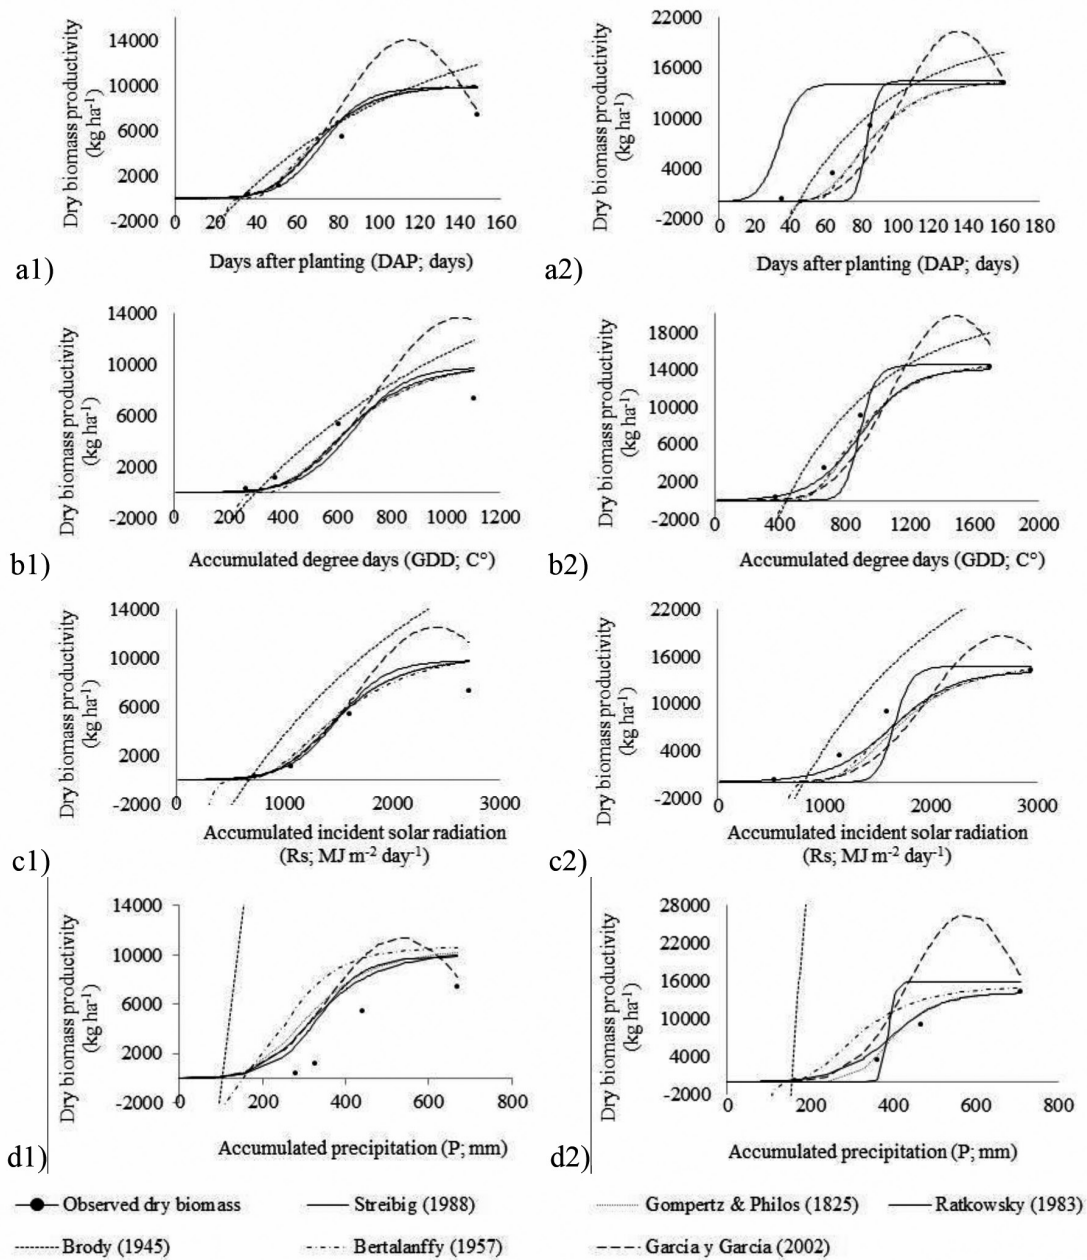 Dry biomass productivity
(kg ha-1)
14000
10000
6000
2000
-2000
0 20 40 60 80 100 120 140 160
Days after planting (DAP; days)
a1)
Dry biomass productivity
(kg ha-1)
22000
16000
10000
4000
-2000
0 20 40 60 80 100 120 140 160 180
Days after planting (DAP; days)
a2)
Dry biomass productivity
(kg ha-1)
14000
10000
6000
2000
-2000
0 200 400 600 800 1000 1200
Accumulated degree days (GDD; C°)
b1)
Dry biomass productivity
(kg ha-1)
18000
14000
10000
6000
2000
-2000
0 400 800 1200 1600 2000
Accumulated degree days (GDD; C°)
b2)
Dry biomass productivity
(kg ha-1)
14000
10000
6000
2000
-2000
0 1000 2000 3000
Accumulated incident solar radiation
(Rs; MJ m-2 day-1)
c1)
Dry biomass productivity
(kg ha-1)
22000
16000
10000
4000
-2000
0 1000 2000 3000
Accumulated incident solar radiation
(Rs; MJ m-2 day-1)
c2)
Dry biomass productivity
(kg ha-1)
14000
10000
6000
2000
-2000
0 200 400 600 800
Accumulated precipitation (P; mm)
d1)
Dry biomass productivity
(kg ha-1)
28000
22000
16000
10000
4000
-2000
0 200 400 600 800
Accumulated precipitation (P; mm)
d2)
Observed dry biomass Streibig (1988) Gompertz & Philos (1825) Ratkowsky (1983)
Brody (1945) Bertalanffy (1957) Garcia y Garcia (2002)